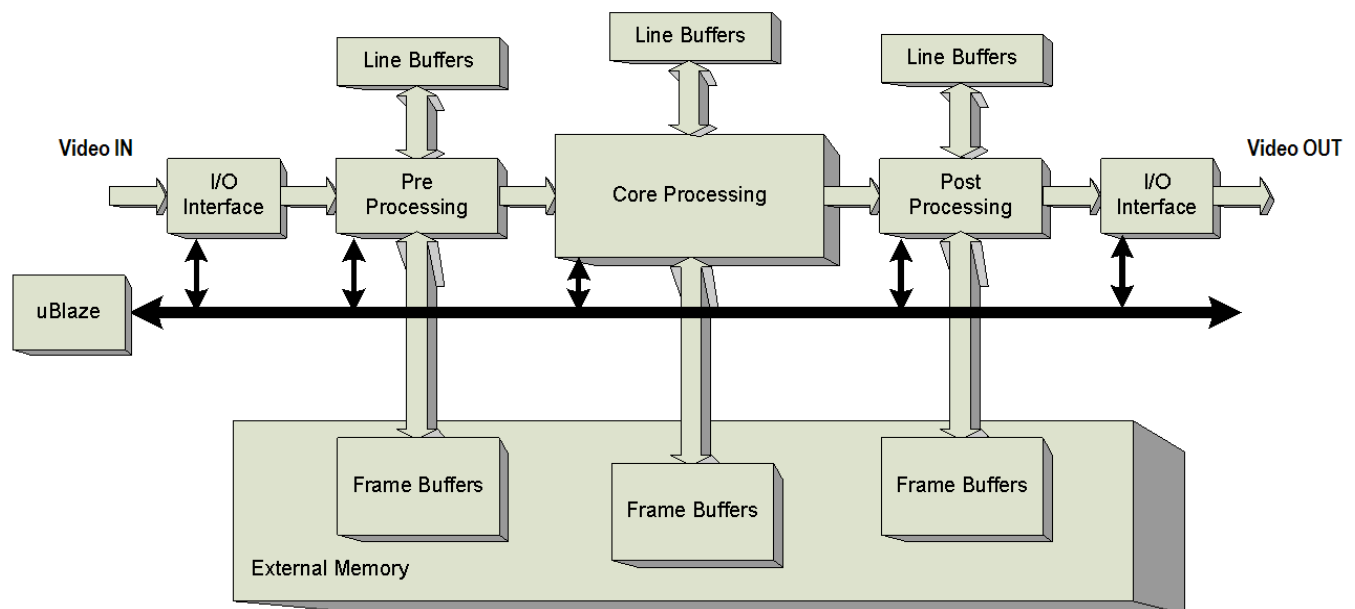 Line Buffers
Line Buffers
Line Buffers
Video IN
Video OUT
I/O
Interface
Pre
Processing
Core Processing
Post
Processing
I/O
Interface
uBlaze
Frame Buffers
Frame Buffers
Frame Buffers
External Memory